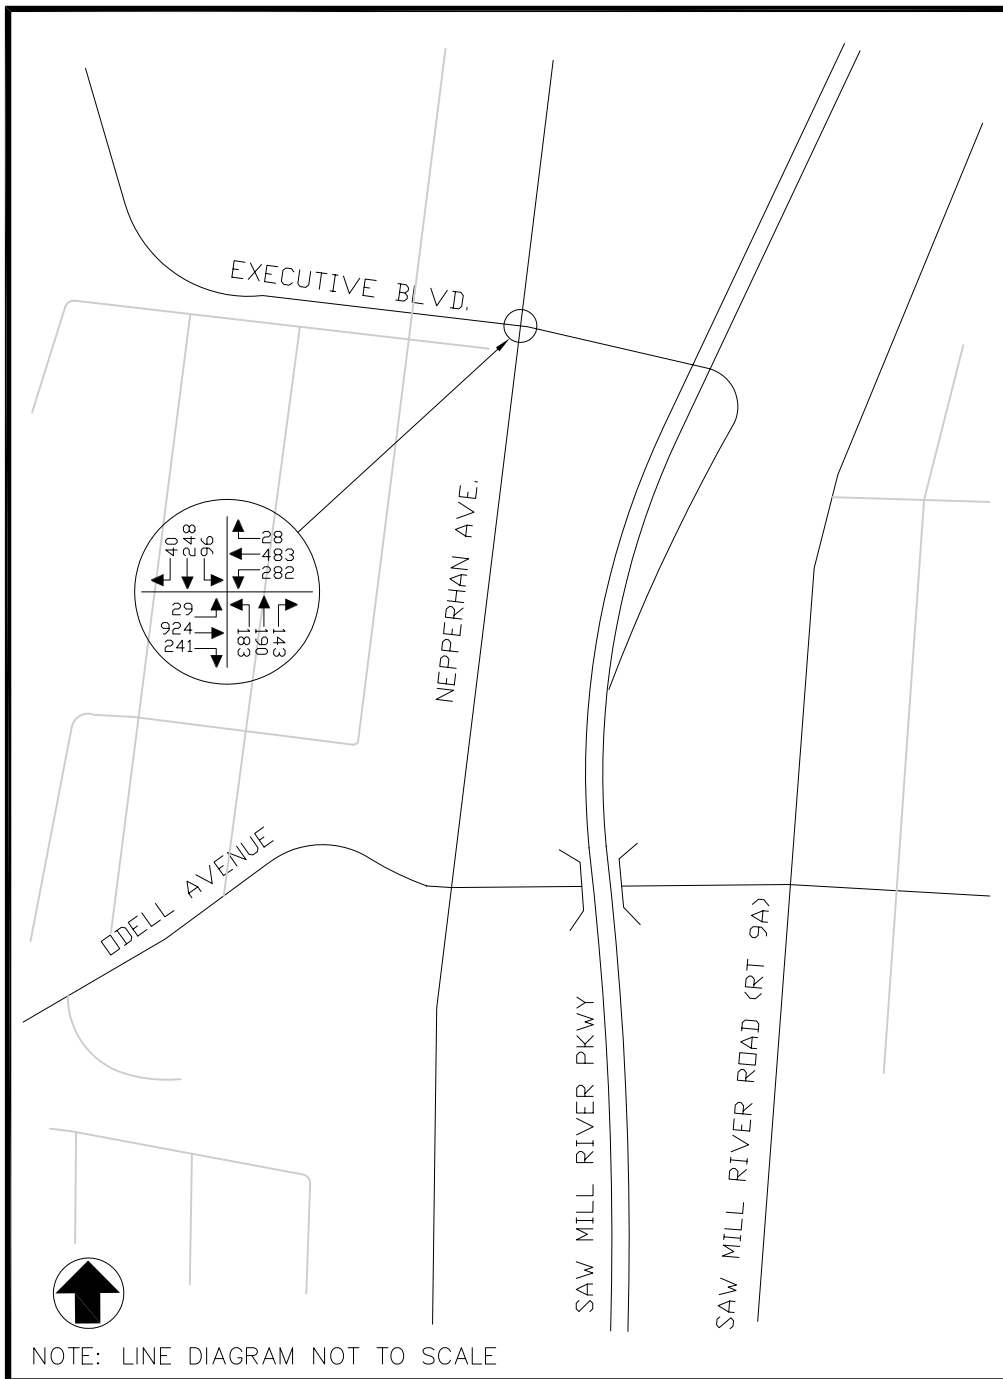 EXECUTIVE BLVD.
40
248
96
28
483
282
29
924
241
183
190
143
NEPPERHAN AVE.
ODELL AVENUE
SAW MILL RIVER PKWY
SAW MILL RIVER ROAD (RT 9A)
NOTE: LINE DIAGRAM NOT TO SCALE